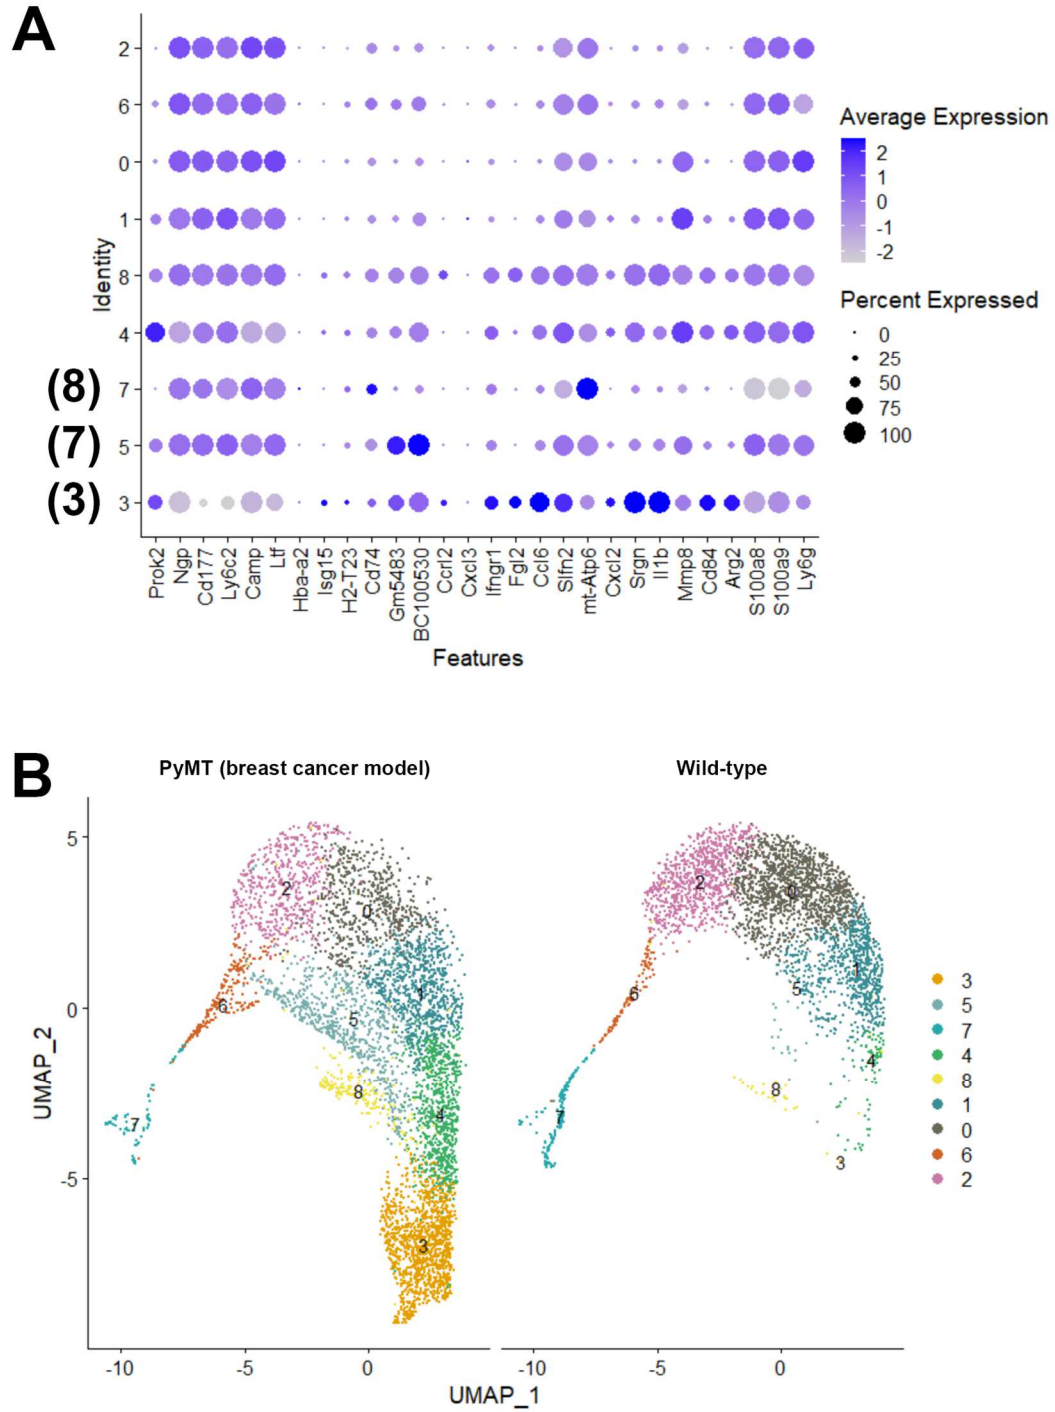 A
2
6
0
1
8
4
(8) 7
(7) 5
(3) 3
Identity
Prok2
Ngp
Cd177
Ly6c2
Camp
Ltf
Hba-a2
Isg15
H2-T23
Cd74
Gm5483
BC100530
Ccrl2
Cxcl3
Ifngr1
Fgl2
Ccl6
Slfn2
mt-Atp6
Cxcl2
Srgn
Il1b
Mmp8
Cd84
Arg2
S100a8
S100a9
Ly6g
Features
Average Expression
2
1
0
-1
-2
Percent Expressed
0
25
50
75
100
B
PyMT (breast cancer model)
Wild-type
UMAP_2
5
0
-5
2
0
1
6
5
8
4
7
3
2
0
1
5
6
4
8
7
3
-10
-5
0
-10
-5
0
UMAP_1
3
5
7
4
8
1
0
6
2